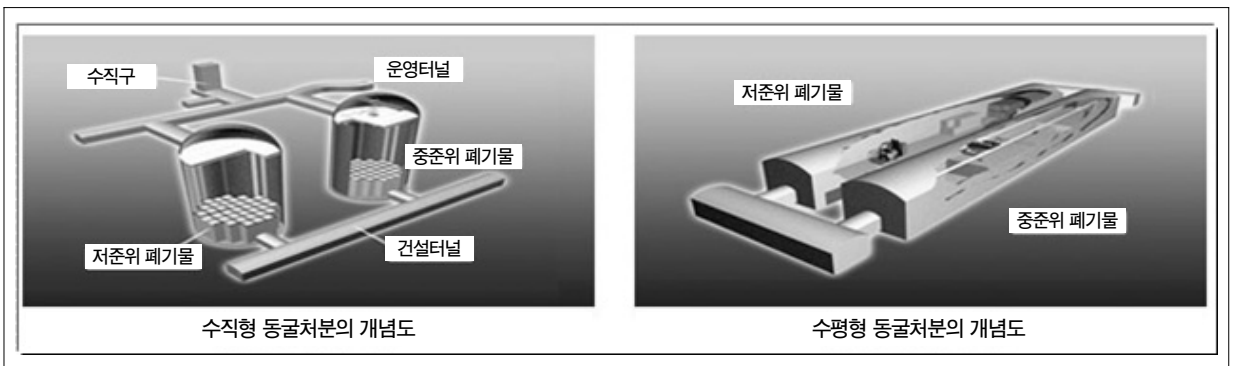 수직구
운영터널
중준위 폐기물
저준위 폐기물
건설터널
수직형 동굴처분의 개념도
저준위 폐기물
중준위 폐기물
수평형 동굴처분의 개념도